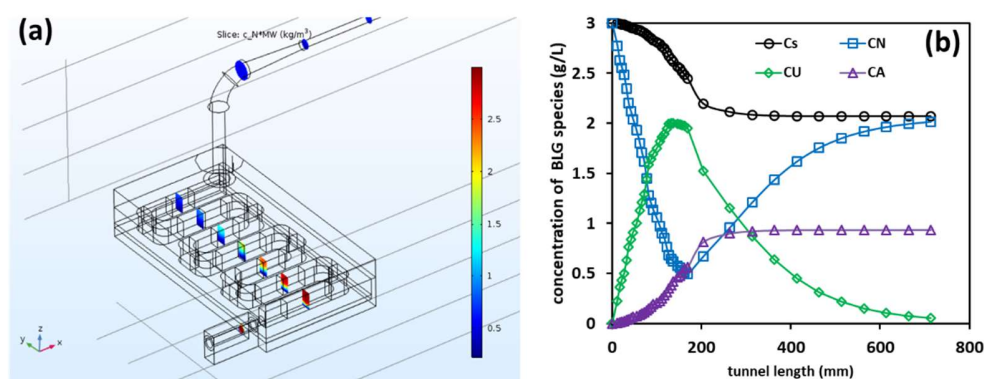 (a)
Slice: c_N*MW (kg/m³)
2.5
2
1.5
1
0.5
y z x
(b)
Cs CN
CU CA
concentration of BLG species (g/L)
3
2.5
2
1.5
1
0.5
0
0 200 400 600 800
tunnel length (mm)